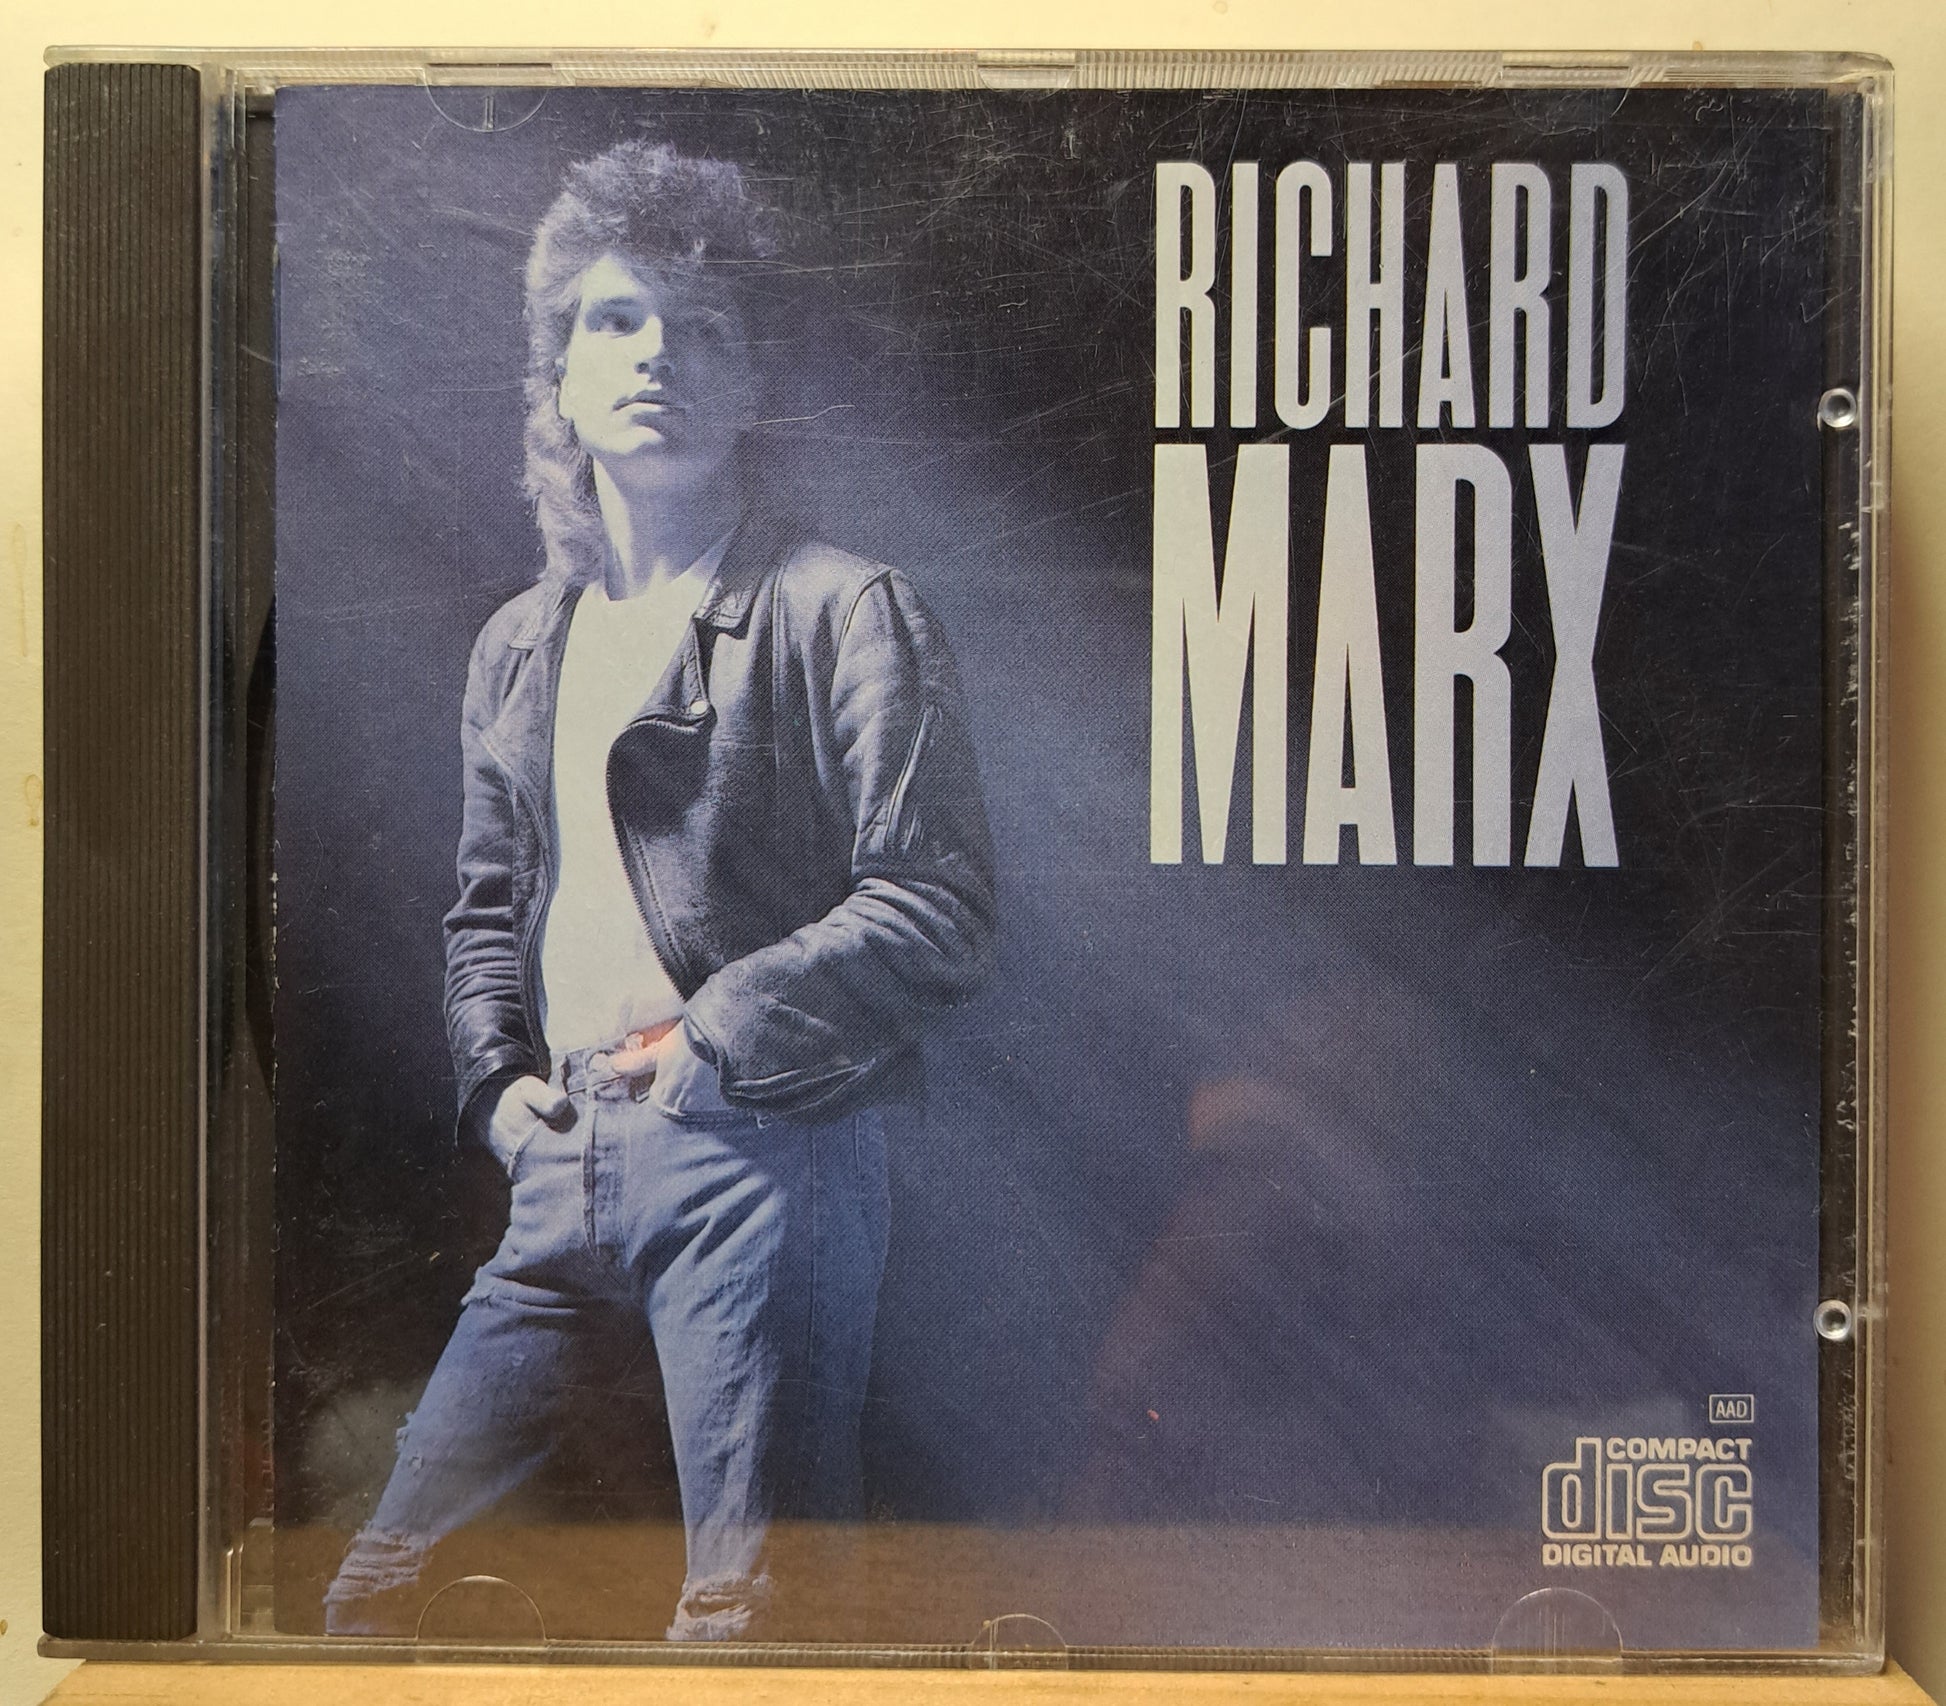 RICHARD
MARX
AAD
COMPACT
disc
DIGITAL AUDIO